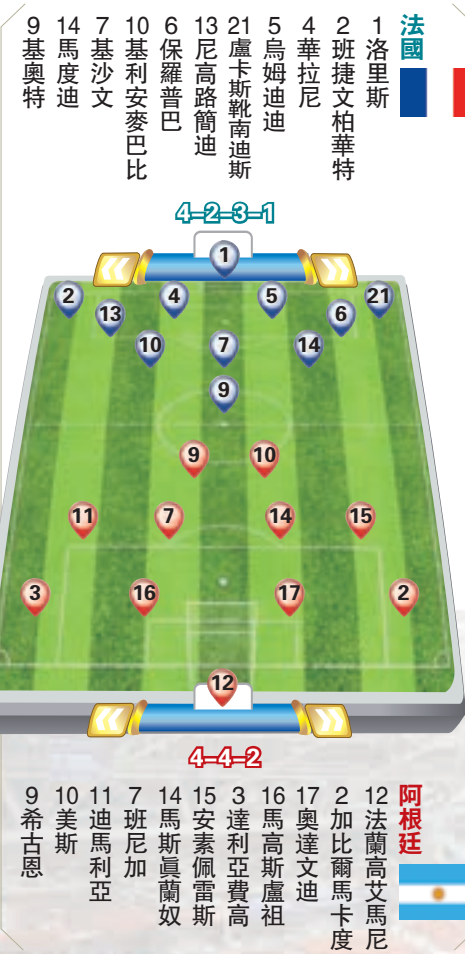 法國
1 洛里斯
2 班捷文柏華特
4 華拉尼
5 烏姆迪迪
21 盧卡斯靴南迪斯
13 尼高路簡迪
6 保羅普巴
10 基利安麥巴比
7 基沙文
14 馬度迪
9 基奧特
4-2-3-1
1
2
4
5
21
13
6
10
7
14
9
9
10
11
7
14
15
3
16
17
2
12
4-4-2
阿根廷
12 法蘭高艾馬尼
2 加比爾馬卡度
17 奧達文迪
16 馬高斯盧祖
3 達利亞費高
15 安素佩雷斯
14 馬斯真蘭奴
7 班尼加
11 迪馬利亞
10 美斯
9 希古恩